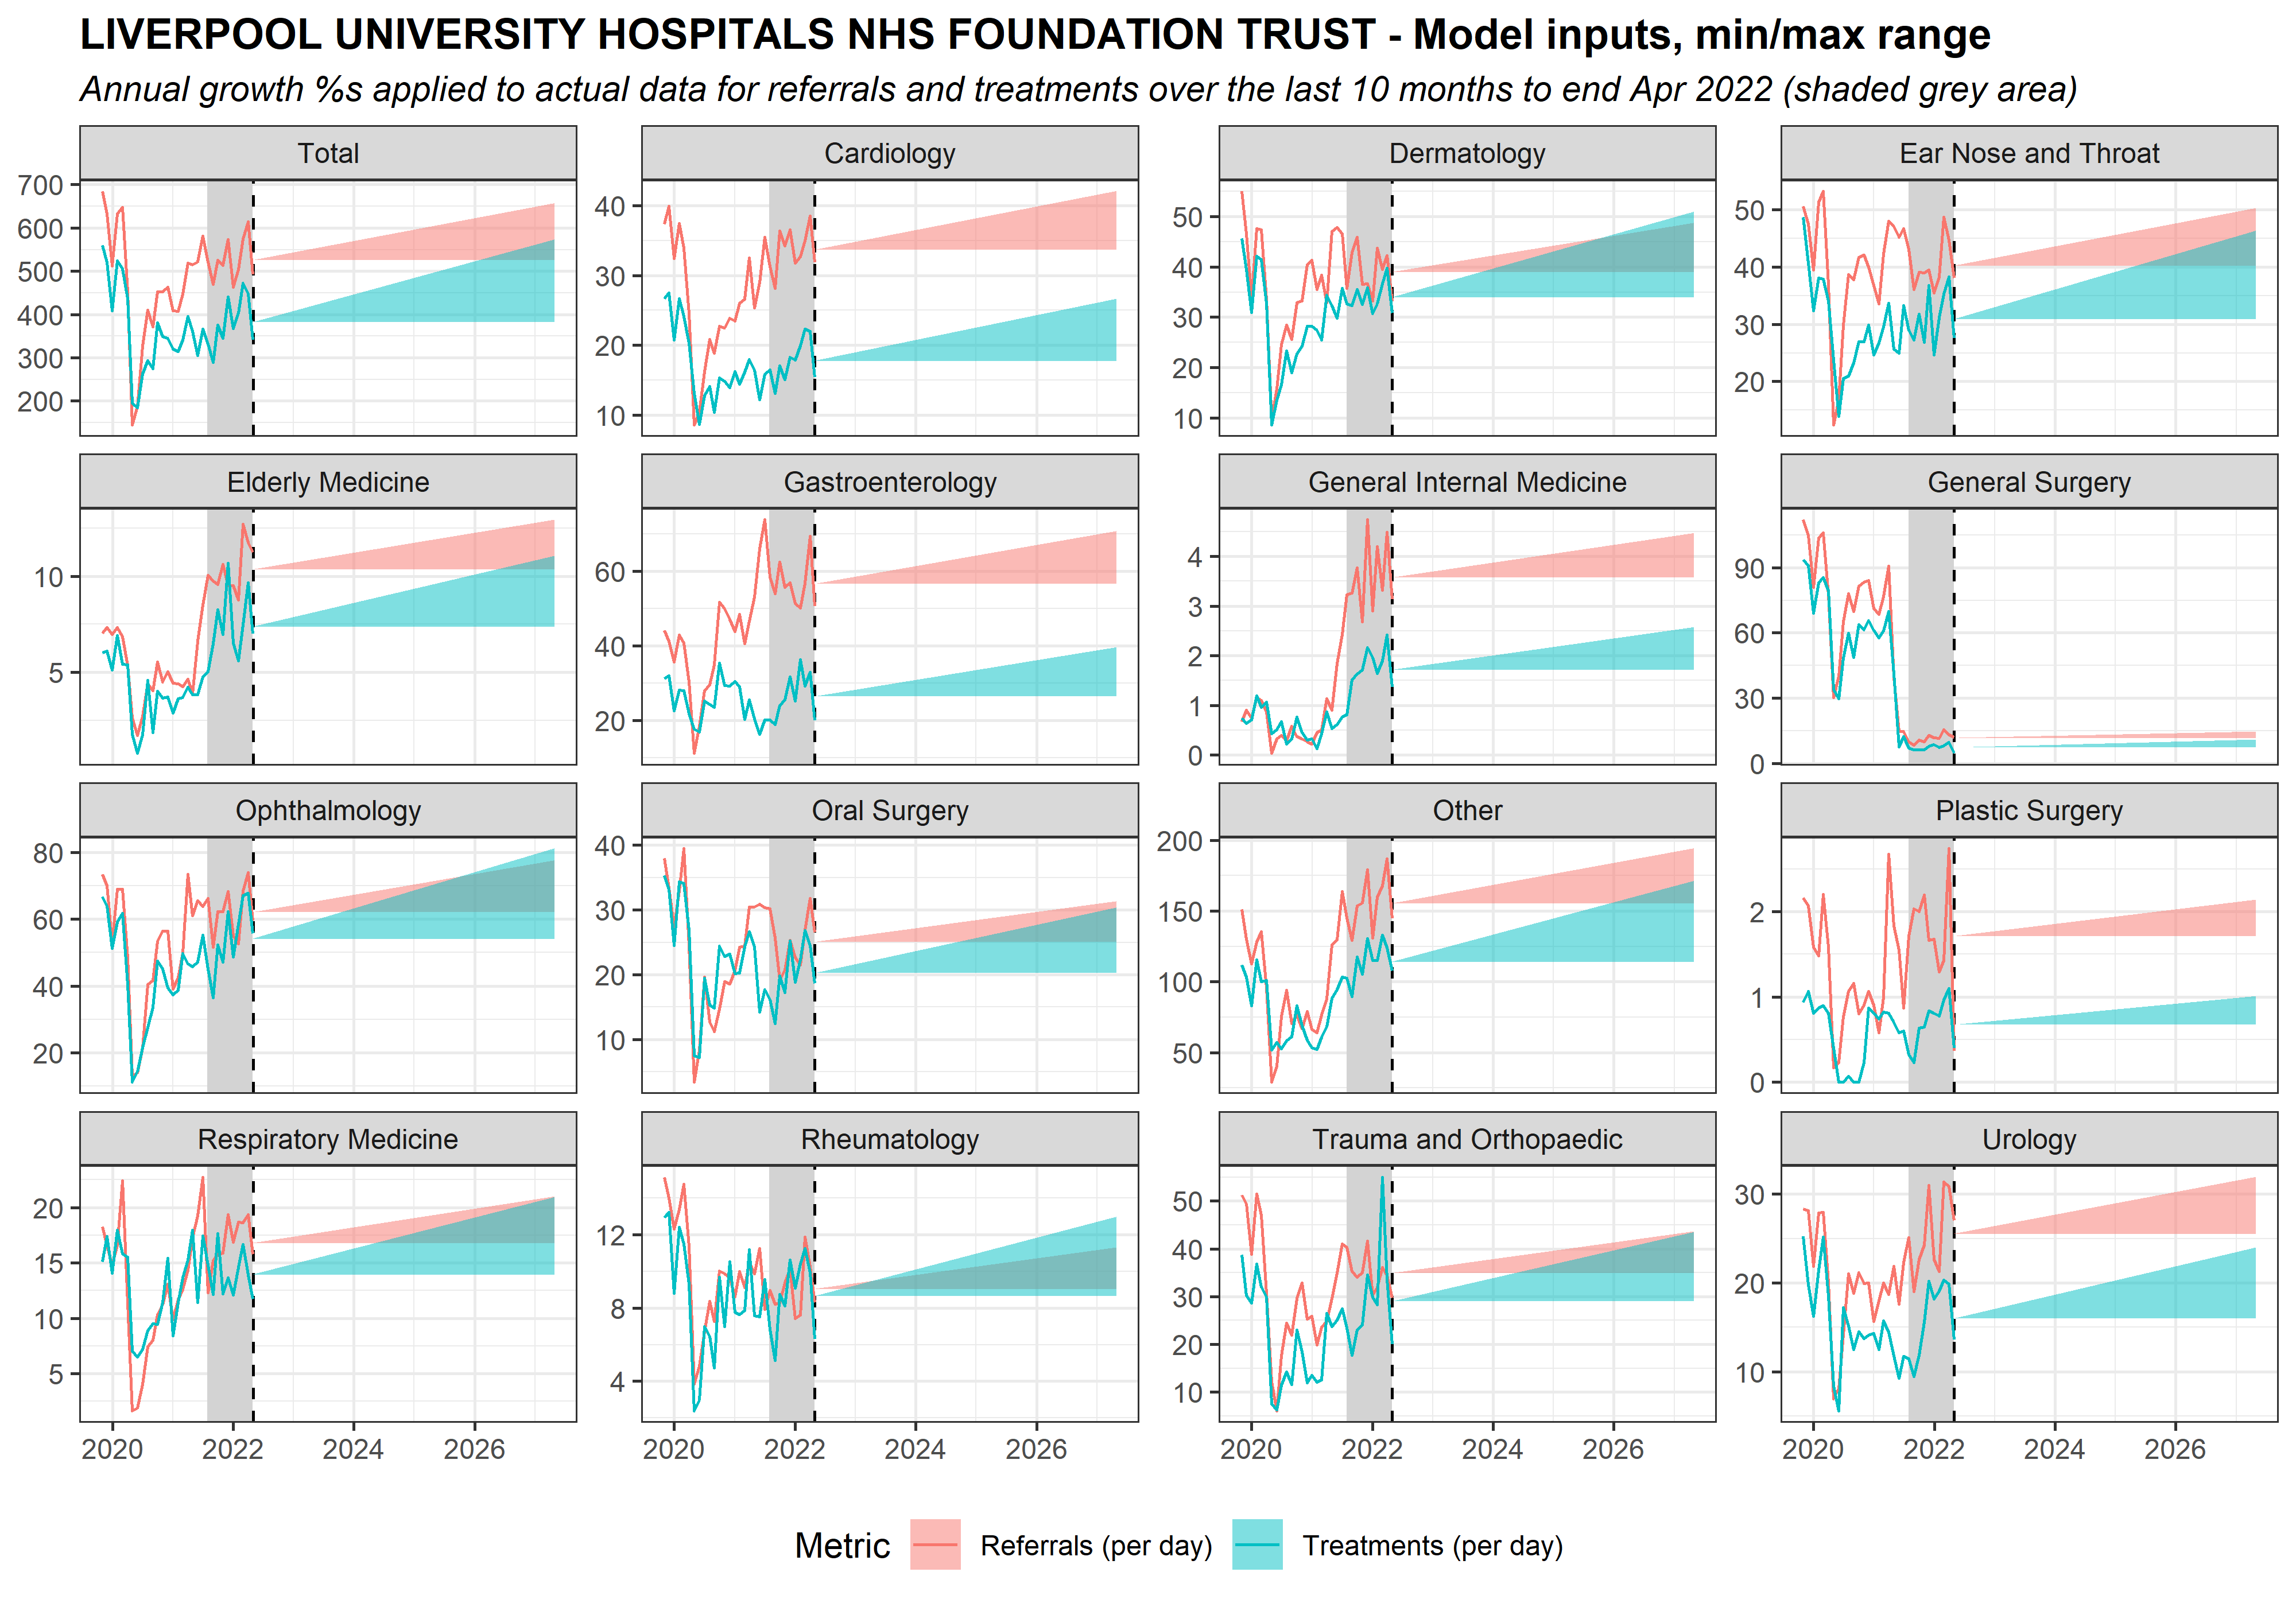 LIVERPOOL UNIVERSITY HOSPITALS NHS FOUNDATION TRUST - Model inputs, min/max range
Annual growth %s applied to actual data for referrals and treatments over the last 10 months to end Apr 2022 (shaded grey area)
Total
Cardiology
Dermatology
Ear Nose and Throat
700
600
500
400
300
200
40
30
20
10
50
40
30
20
10
50
40
30
20
Elderly Medicine
Gastroenterology
General Internal Medicine
General Surgery
10
5
60
40
20
4
3
2
1
0
90
60
30
0
Ophthalmology
Oral Surgery
Other
Plastic Surgery
80
60
40
20
40
30
20
10
200
150
100
50
2
1
0
Respiratory Medicine
Rheumatology
Trauma and Orthopaedic
Urology
20
15
10
5
12
8
4
50
40
30
20
10
30
20
10
2020 2022 2024 2026
2020 2022 2024 2026
2020 2022 2024 2026
2020 2022 2024 2026
Metric Referrals (per day) Treatments (per day)